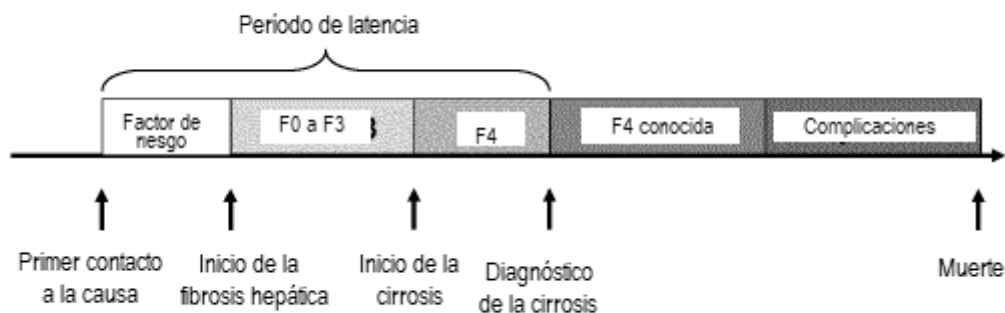 Período de latencia
Factor de
riesgo
F0 a F3
F4
F4 conocida
Complicaciones
Primer contacto
a la causa
Inicio de la
fibrosis hepática
Inicio de la
cirrosis
Diagnóstico
de la cirrosis
Muerte